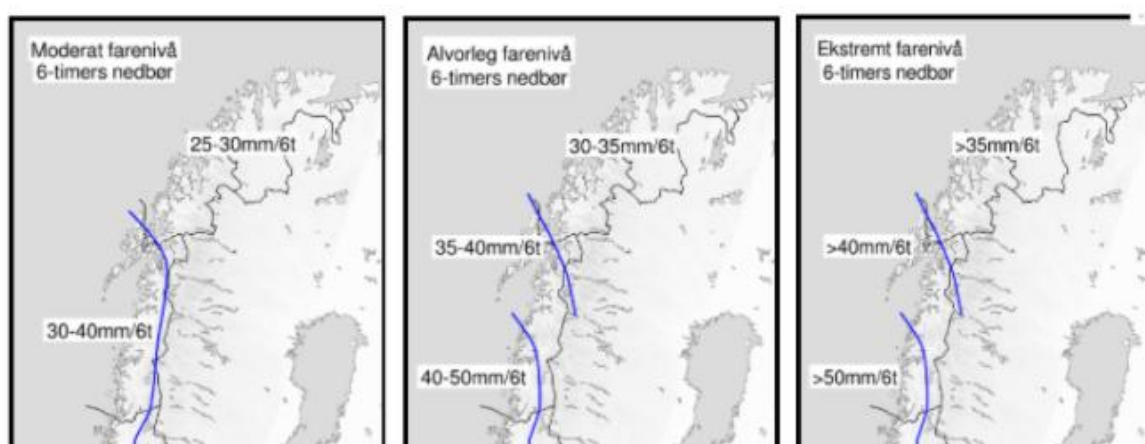 Moderat farenivå
6-timers nedbør
25-30mm/6t
30-40mm/6t
Alvorleg farenivå
6-timers nedbør
30-35mm/6t
35-40mm/6t
40-50mm/6t
Ekstremt farenivå
6-timers nedbør
>35mm/6t
>40mm/6t
>50mm/6t